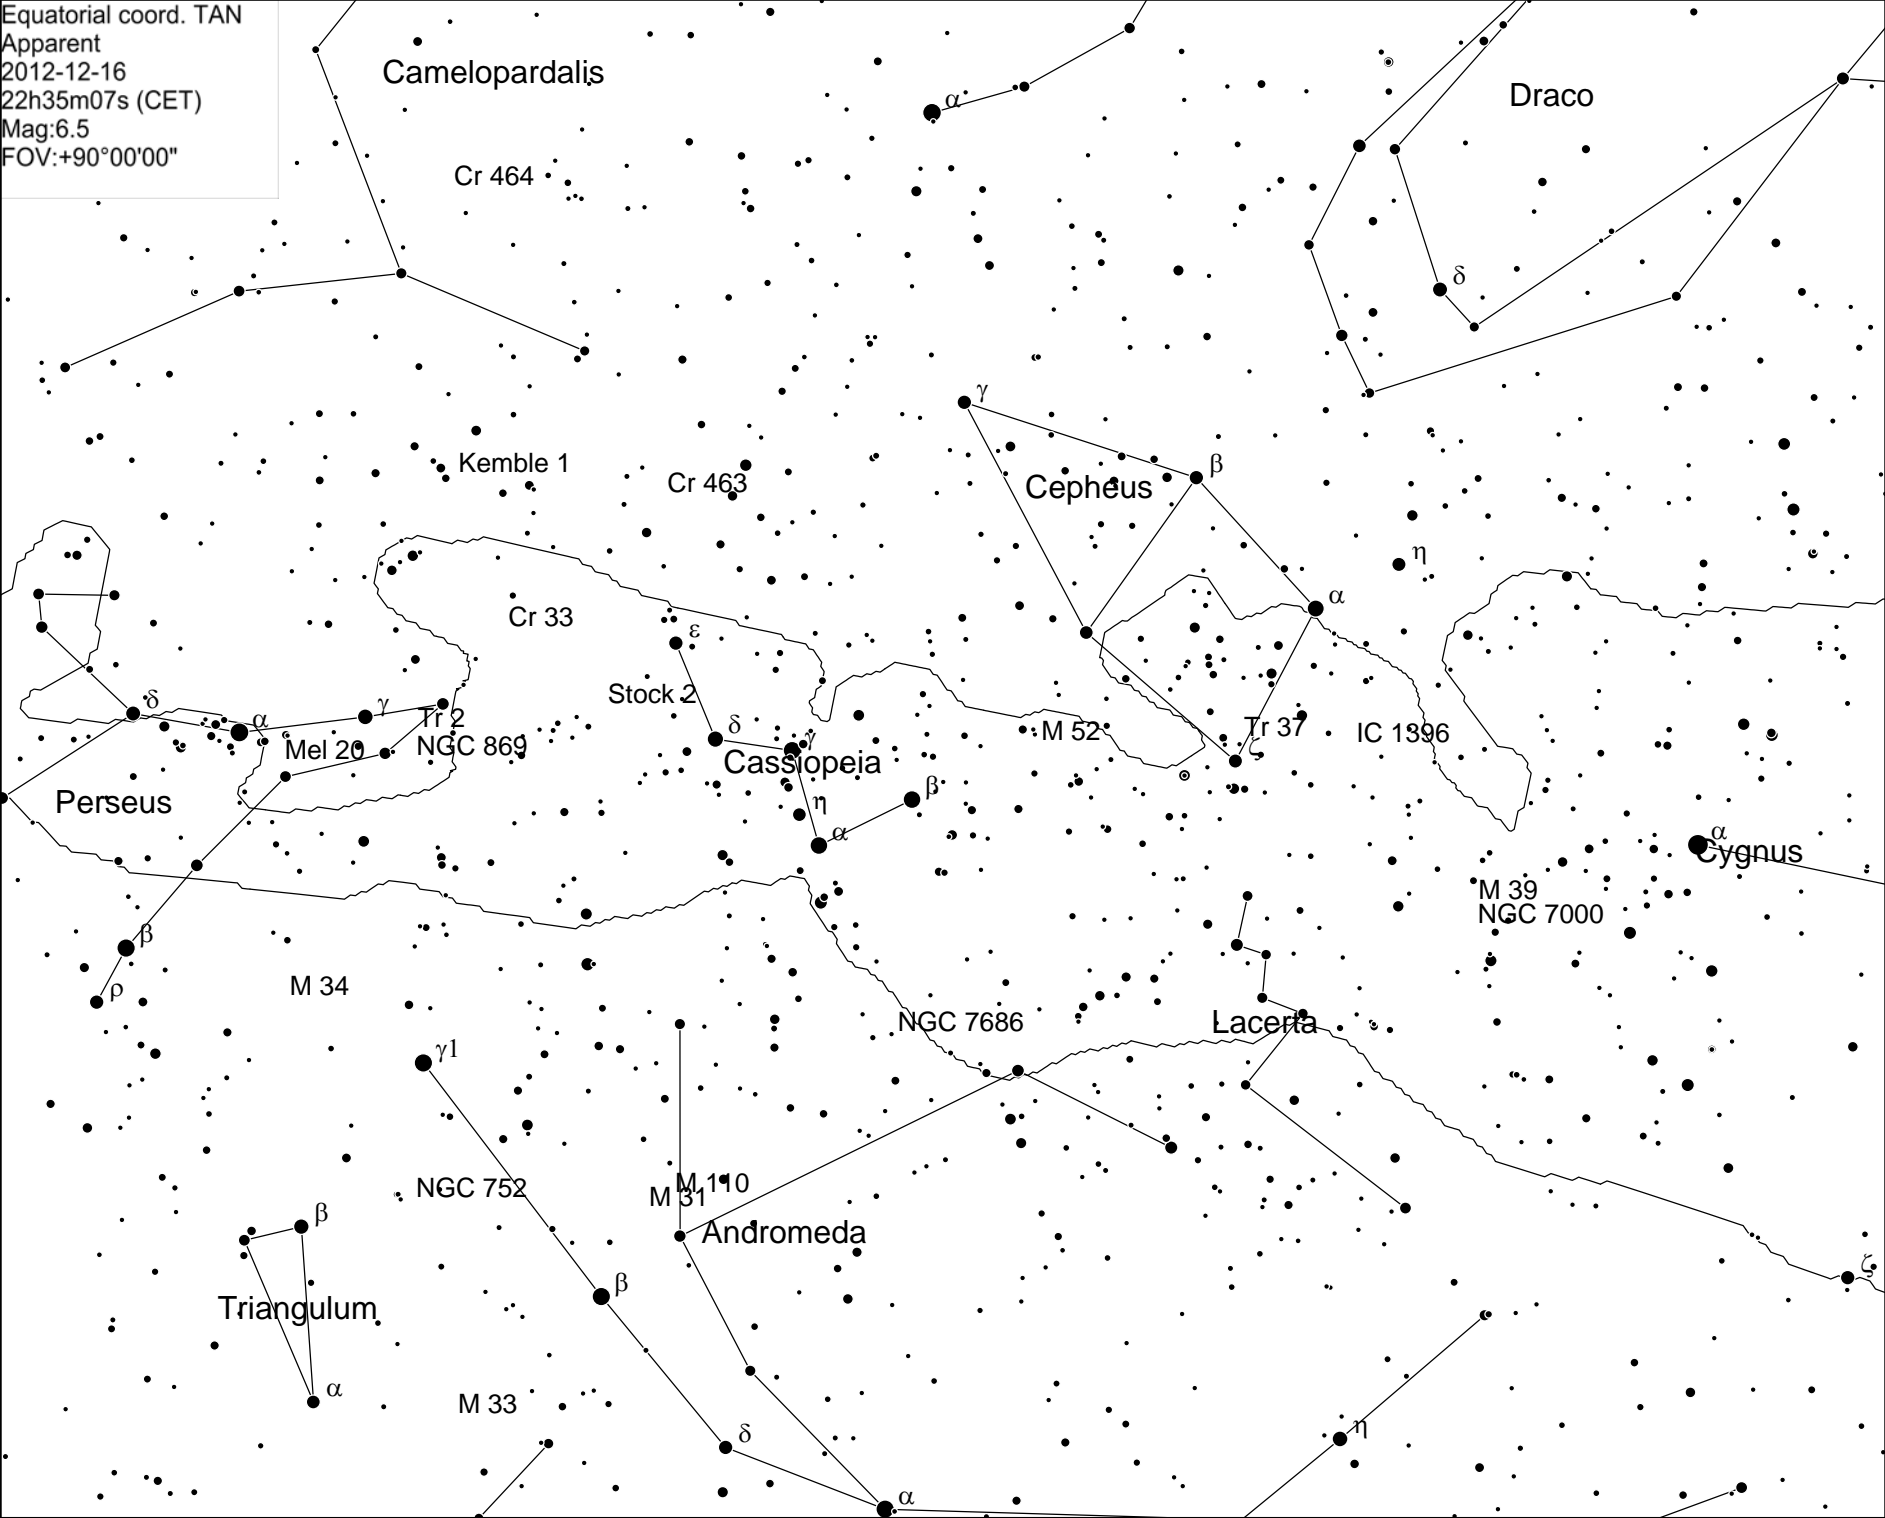 Equatorial coord. TAN
Apparent
2012-12-16
22h35m07s (CET)
Mag:6.5
FOV:+90°00'00"
Camelopardalis
α
Draco
Cr 464
δ
γ
Kemble 1
Cr 463
Cepheus
β
η
Cr 33
α
ε
Stock 2
δ
α
γ
Tr 2
Mel 20
NGC 869
δ
γ
Cassiopeia
M 52
Tr 37
ζ
IC 1396
Perseus
η
β
α
α
Cygnus
M 39
NGC 7000
β
ρ
M 34
NGC 7686
Lacerta
γ1
NGC 752
M 110
M 31
Andromeda
β
Triangulum
β
ζ
α
M 33
δ
η
α